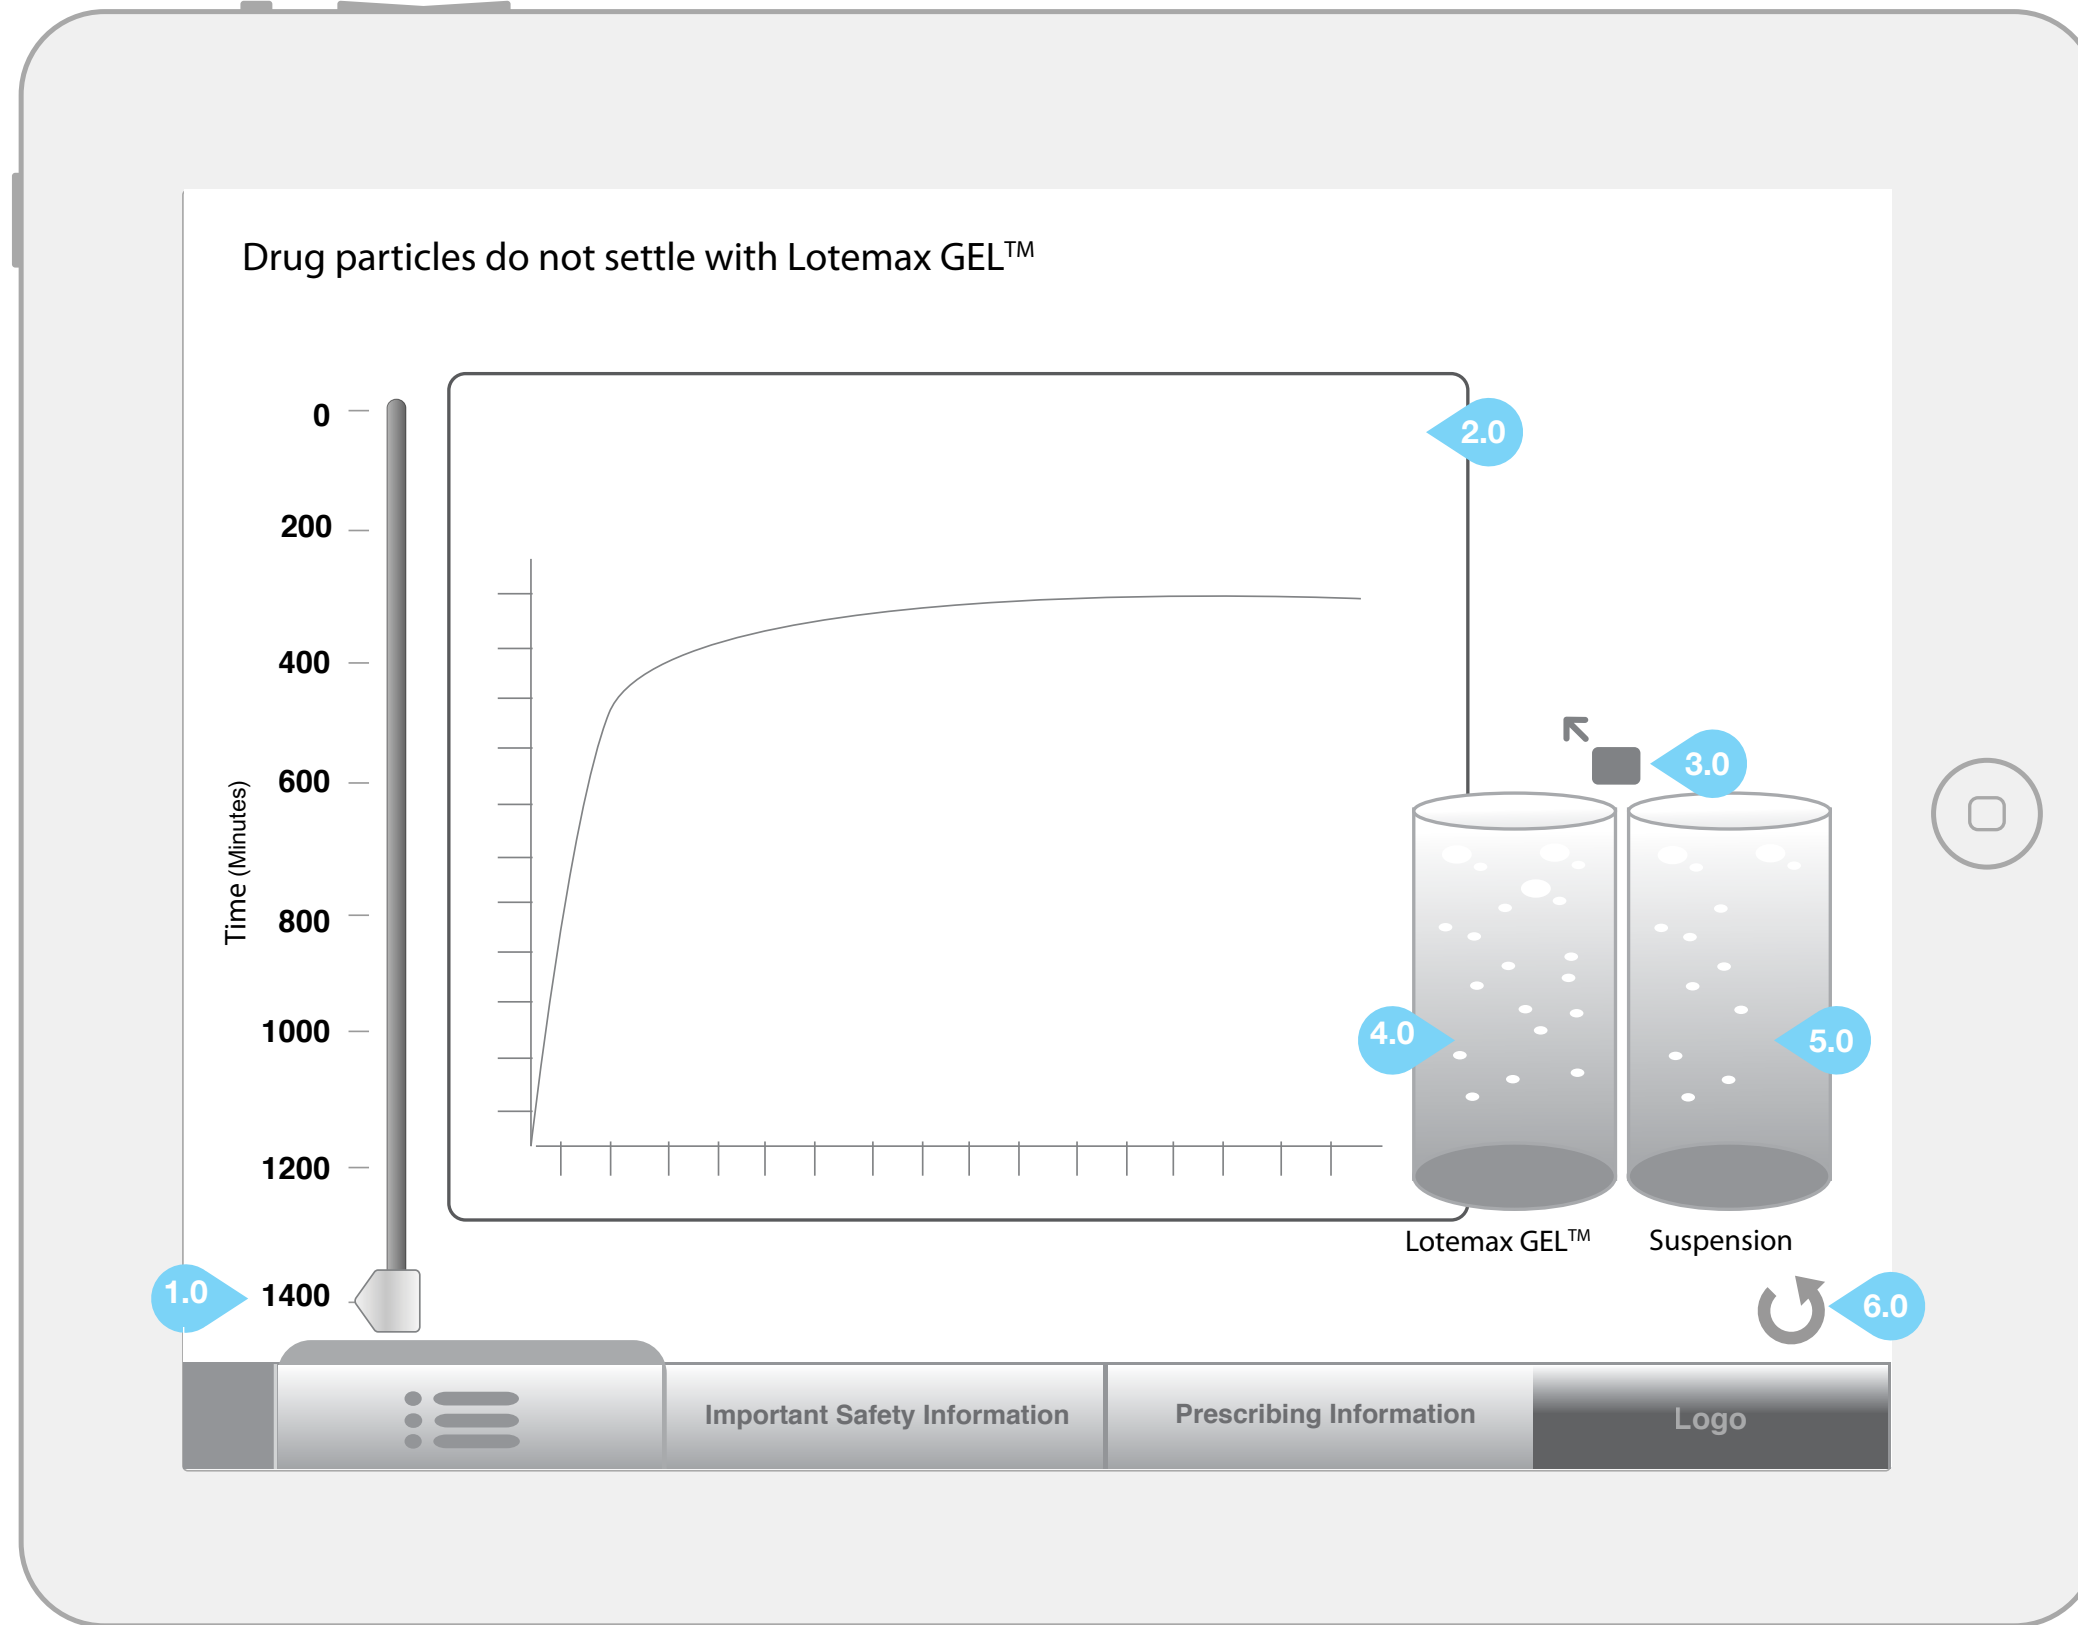 Drug particles do not settle with Lotemax GEL™
0
200
400
600
800
1000
1200
1400
Time (Minutes)
1.0
2.0
3.0
4.0
5.0
Lotemax GEL™
Suspension
6.0
Important Safety Information
Prescribing Information
Logo